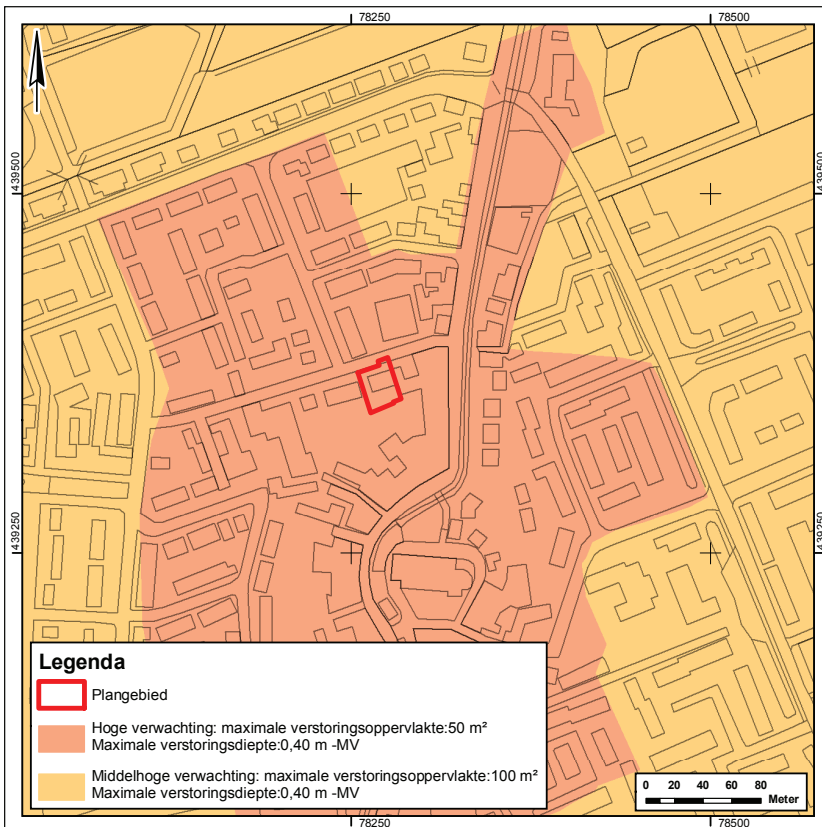 78250
78500
439500
439500
439250
439250
Legenda
Plangebied
Hoge verwachting: maximale verstoringsoppervlakte:50 m²
Maximale verstoringsdiepte:0,40 m -MV
Middelhoge verwachting: maximale verstoringsoppervlakte:100 m²
Maximale verstoringsdiepte:0,40 m -MV
0 20 40 60 80
Meter
78250
78500